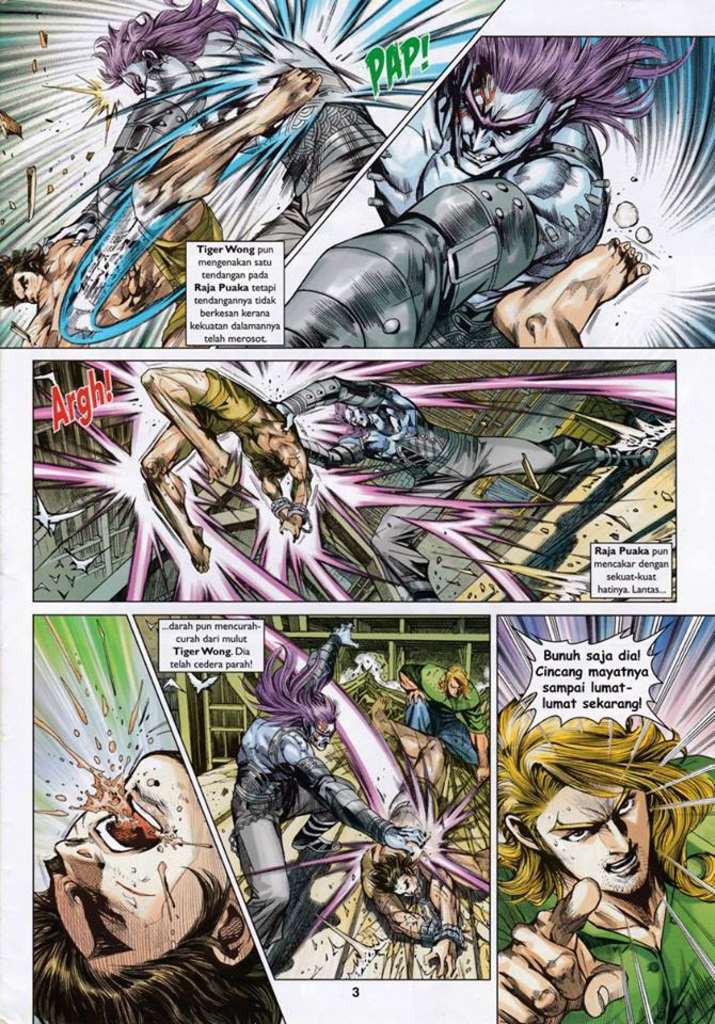 PAP!
Tiger Wong pun
mengenakan satu
tendangan pada
Raja Puaka tetapi
tendangannya tidak
berkesan kerana
kekuatan dalamannya
telah merosot.
Argh!
Raja Puaka pun
mencakar dengan
sekuat-kuat
hatinya. Lantas...
...darah pun mencurah-
curah dari mulut
Tiger Wong. Dia
telah cedera parah!
Bunuh saja dia!
Cincang mayatnya
sampai lumat-
lumat sekarang!
3